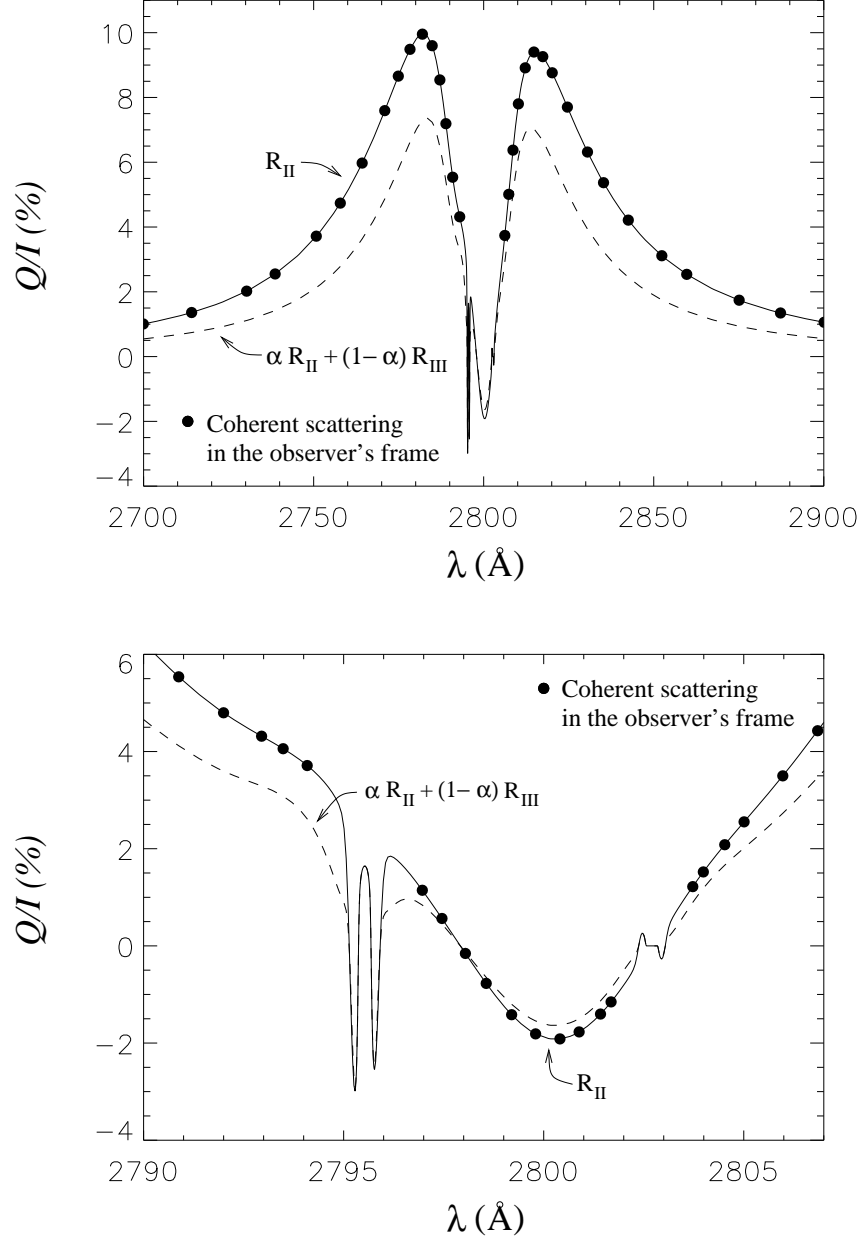 10
8
6
4
2
0
−2
−4
Q/I (%)
R_II
α R_II + (1− α) R_III
Coherent scattering
in the observer's frame
2700 2750 2800 2850 2900
λ (Å)
6
4
2
0
−2
−4
Q/I (%)
Coherent scattering
in the observer's frame
α R_II + (1− α) R_III
R_II
2790 2795 2800 2805
λ (Å)